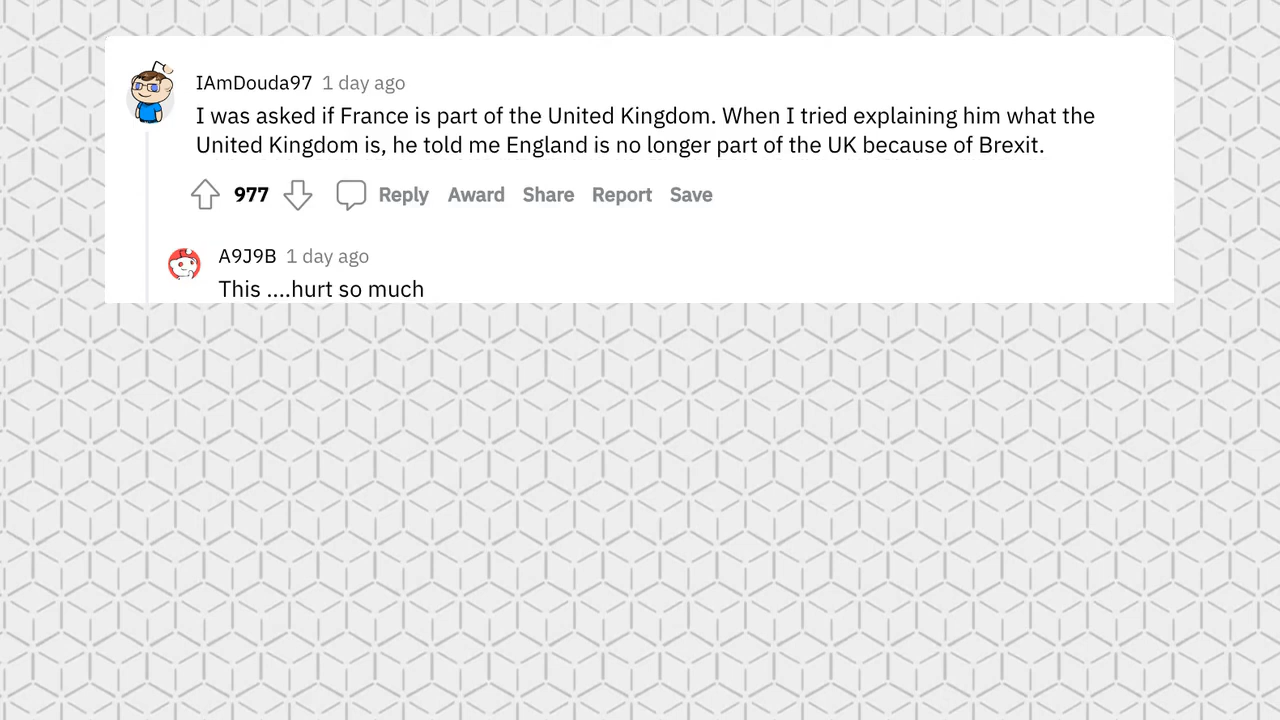 IAmDouda97 1 day ago
I was asked if France is part of the United Kingdom. When I tried explaining him what the
United Kingdom is, he told me England is no longer part of the UK because of Brexit.
977 Reply Award Share Report Save
A9J9B 1 day ago
This ....hurt so much